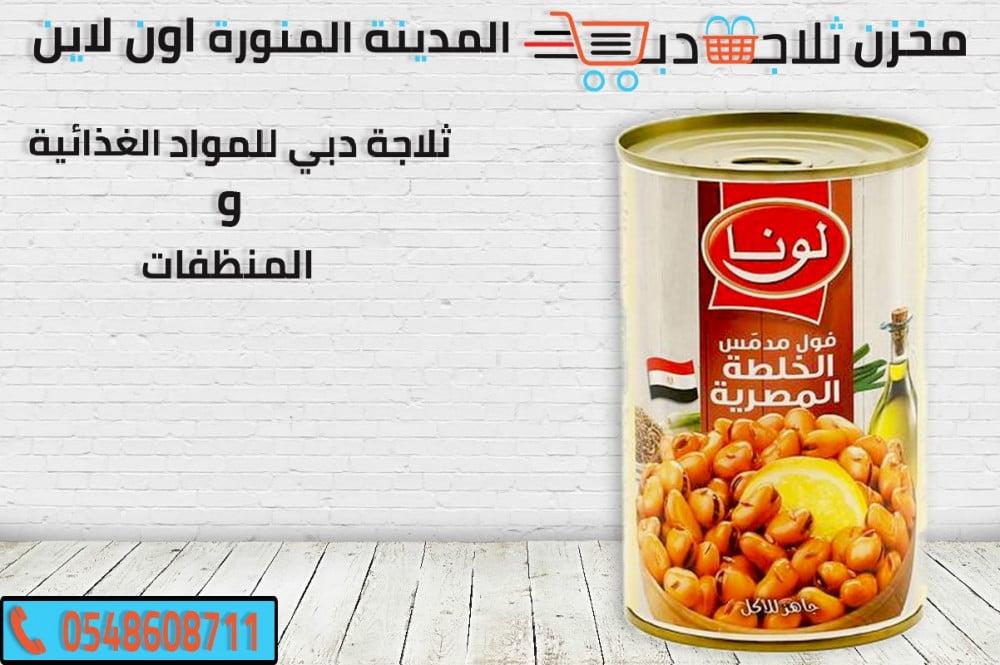 مخزن ثلاجة دبي المدينة المنورة اون لاين
ثلاجة دبي للمواد الغذائية
و
المنظفات
لونا
فول مدمّس
الخلطة
المصرية
جاهز للأكل
0548608711